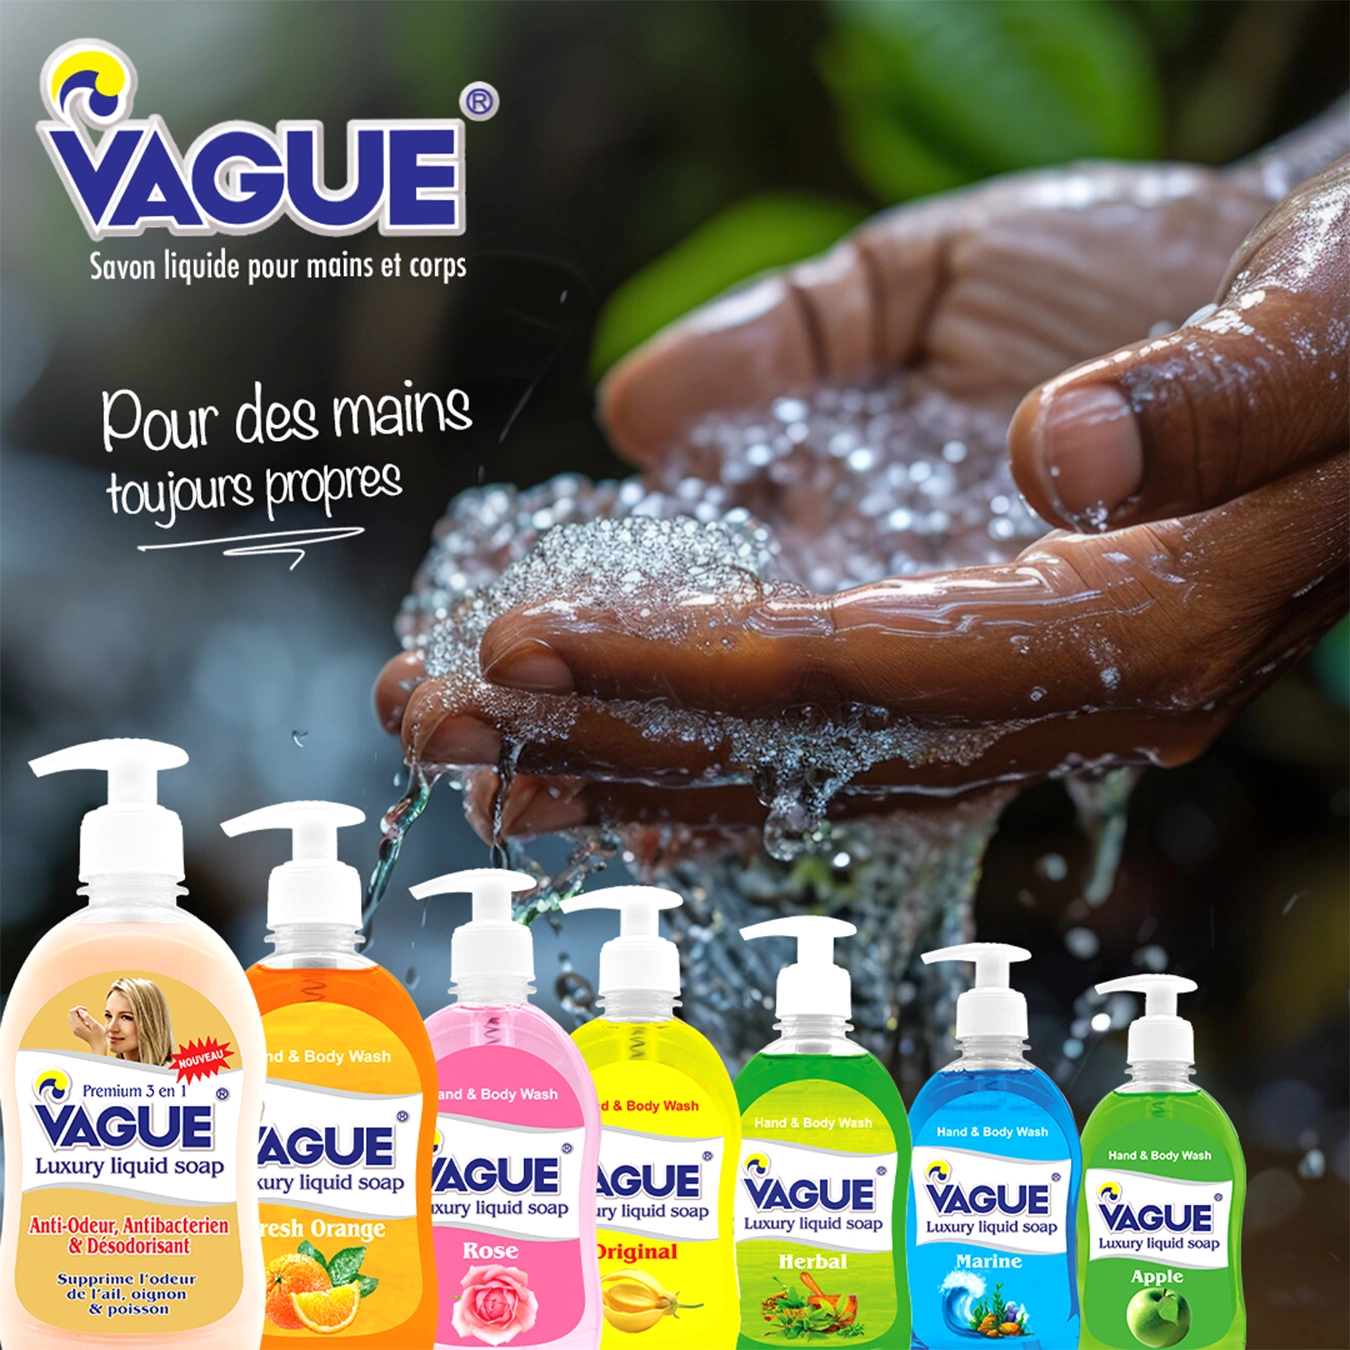 VAGUE ®
Savon liquide pour mains et corps
Pour des mains
toujours propres
NOUVEAU
Premium 3 en 1
VAGUE ®
Luxury liquid soap
Anti-Odeur, Antibacterien
& Désodorisant
Supprime l'odeur
de l'ail, oignon
& poisson
nd & Body Wash
VAGUE ®
xury liquid soap
resh Orange
and & Body Wash
VAGUE ®
uxury liquid soap
Rose
d & Body Wash
AGUE ®
ury liquid soap
Original
Hand & Body Wash
VAGUE ®
Luxury liquid soap
Herbal
Hand & Body Wash
VAGUE ®
Luxury liquid soap
Marine
Hand & Body Wash
VAGUE ®
Luxury liquid soap
Apple